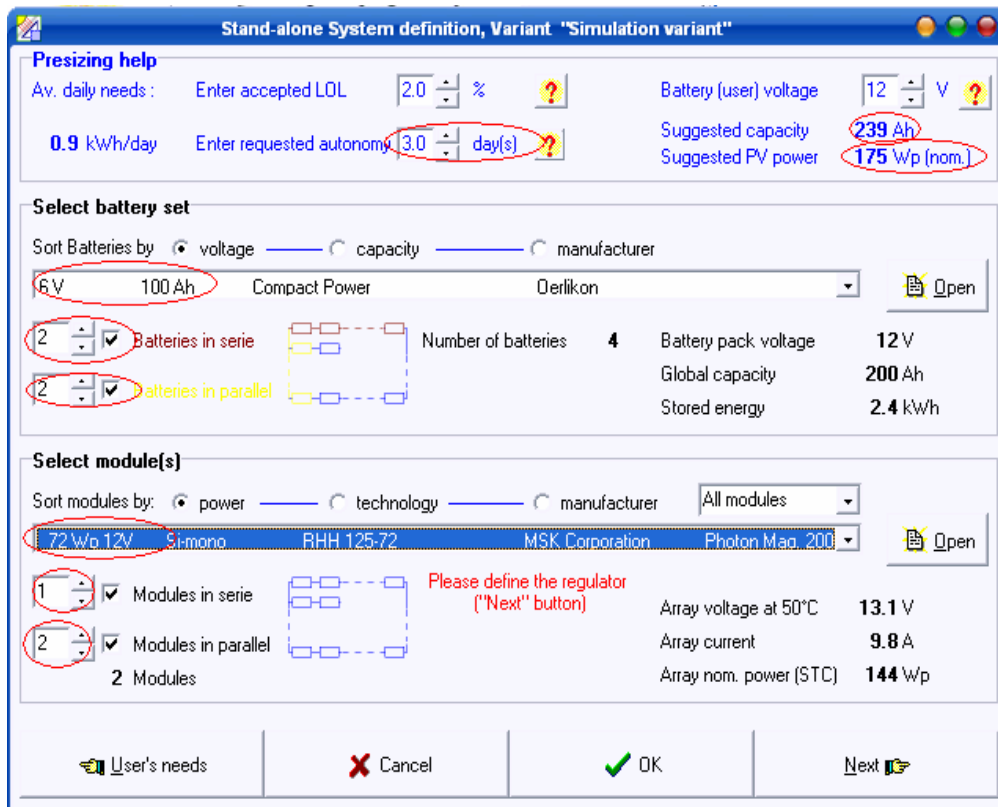 Stand-alone System definition, Variant "Simulation variant"
Presizing help
Av. daily needs : Enter accepted LOL 2.0 % ? Battery (user) voltage 12 V ?
0.9 kWh/day Enter requested autonomy 3.0 day(s) ? Suggested capacity 239 Ah
Suggested PV power 175 Wp (nom.)
Select battery set
Sort Batteries by voltage capacity manufacturer
6 V 100 Ah Compact Power Oerlikon Open
2 Batteries in serie Number of batteries 4 Battery pack voltage 12 V
Global capacity 200 Ah
2 Batteries in parallel
Stored energy 2.4 kWh
Select module(s)
Sort modules by: power technology manufacturer All modules
72 Wp 12V Si-mono RHH 125-72 MSK Corporation Photon Mag. 200 Open
1 Modules in serie Please define the regulator
("Next" button) Array voltage at 50°C 13.1 V
2 Modules in parallel Array current 9.8 A
2 Modules Array nom. power (STC) 144 Wp
User's needs Cancel OK Next